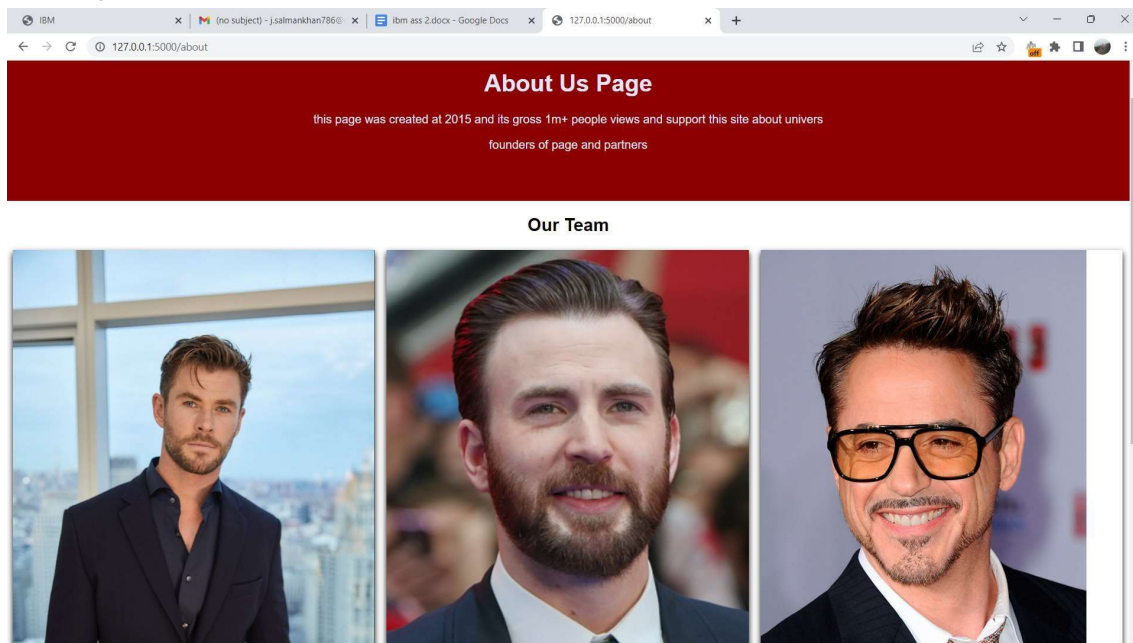 IBM
(no subject) - j.salmankhan786@
ibm ass 2.docx - Google Docs
127.0.0.1:5000/about
127.0.0.1:5000/about
off
About Us Page
this page was created at 2015 and its gross 1m+ people views and support this site about univers
founders of page and partners
Our Team
3